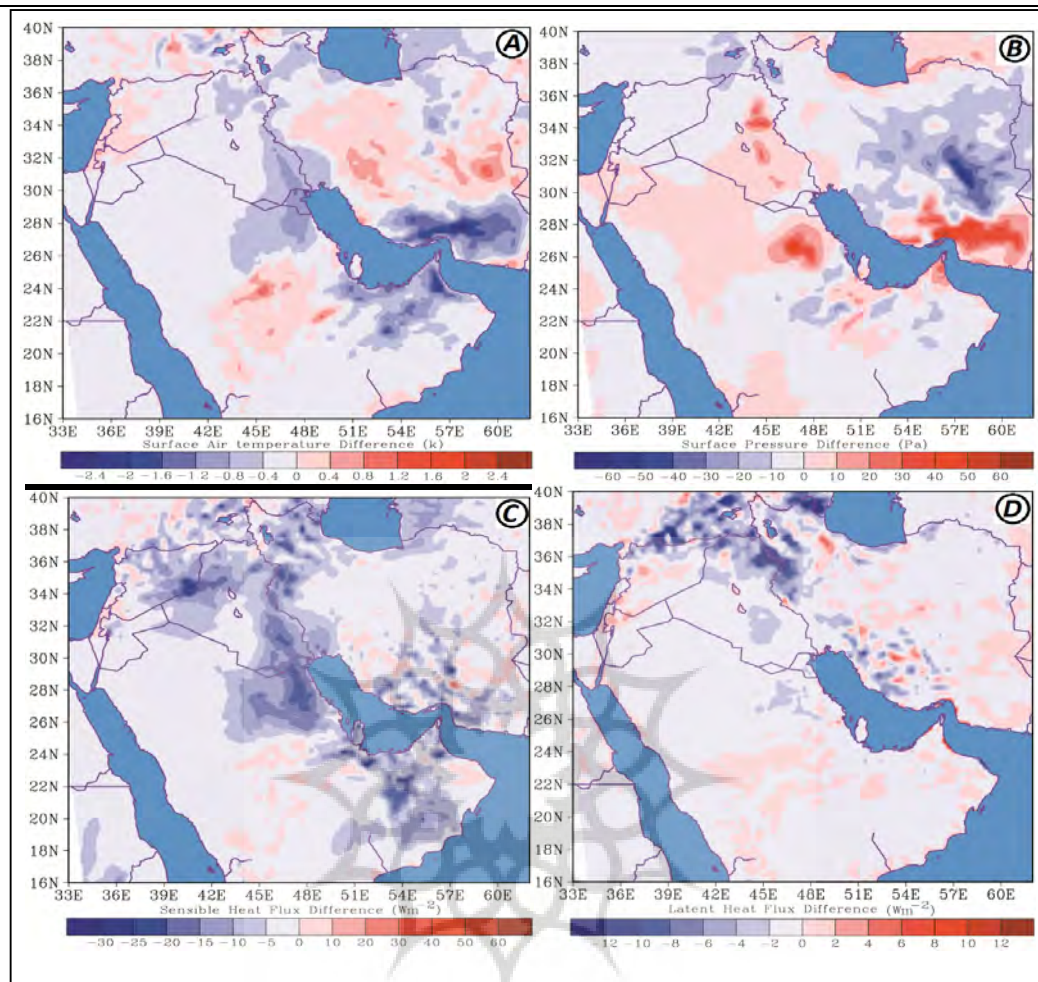 A
40N
38N
36N
34N
32N
30N
28N
26N
24N
22N
20N
18N
16N
33E 36E 39E 42E 45E 48E 51E 54E 57E 60E
Surface Air temperature Difference (k)
-2.4 -2 -1.6 -1.2 -0.8 -0.4 0 0.4 0.8 1.2 1.6 2 2.4
B
40N
38N
36N
34N
32N
30N
28N
26N
24N
22N
20N
18N
16N
33E 36E 39E 42E 45E 48E 51E 54E 57E 60E
Surface Pressure Difference (Pa)
-60 -50 -40 -30 -20 -10 0 10 20 30 40 50 60
C
40N
38N
36N
34N
32N
30N
28N
26N
24N
22N
20N
18N
16N
33E 36E 39E 42E 45E 48E 51E 54E 57E 60E
Sensible Heat Flux Difference (Wm⁻²)
-30 -25 -20 -15 -10 -5 0 10 20 30 40 50 60
D
40N
38N
36N
34N
32N
30N
28N
26N
24N
22N
20N
18N
16N
33E 36E 39E 42E 45E 48E 51E 54E 57E 60E
Latent Heat Flux Difference (Wm⁻²)
-12 -10 -8 -6 -4 -2 0 2 4 6 8 10 12